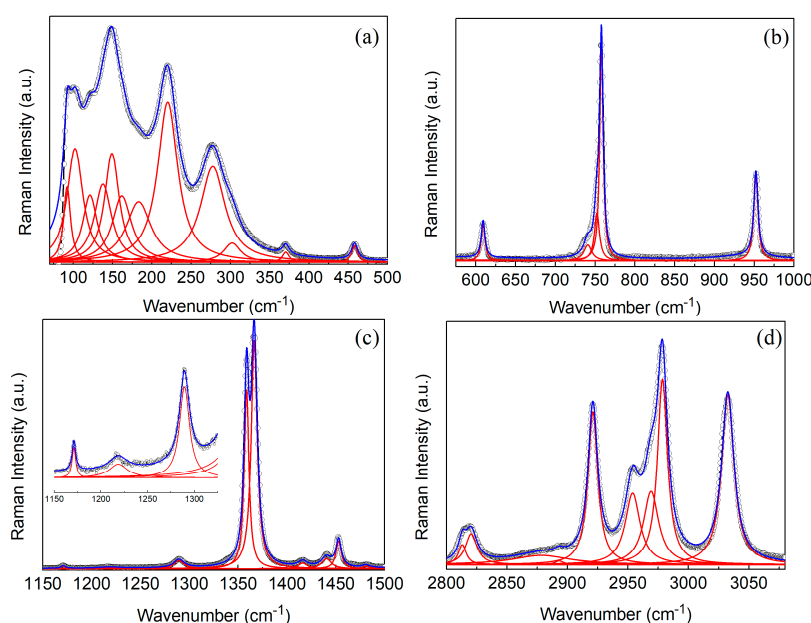 (a)
Raman Intensity (a.u.)
100 150 200 250 300 350 400 450 500
Wavenumber (cm-1)
(b)
Raman Intensity (a.u.)
600 650 700 750 800 850 900 950 1000
Wavenumber (cm-1)
(c)
Raman Intensity (a.u.)
1150 1200 1250 1300
1150 1200 1250 1300 1350 1400 1450 1500
Wavenumber (cm-1)
(d)
Raman Intensity (a.u.)
2800 2850 2900 2950 3000 3050
Wavenumber (cm-1)